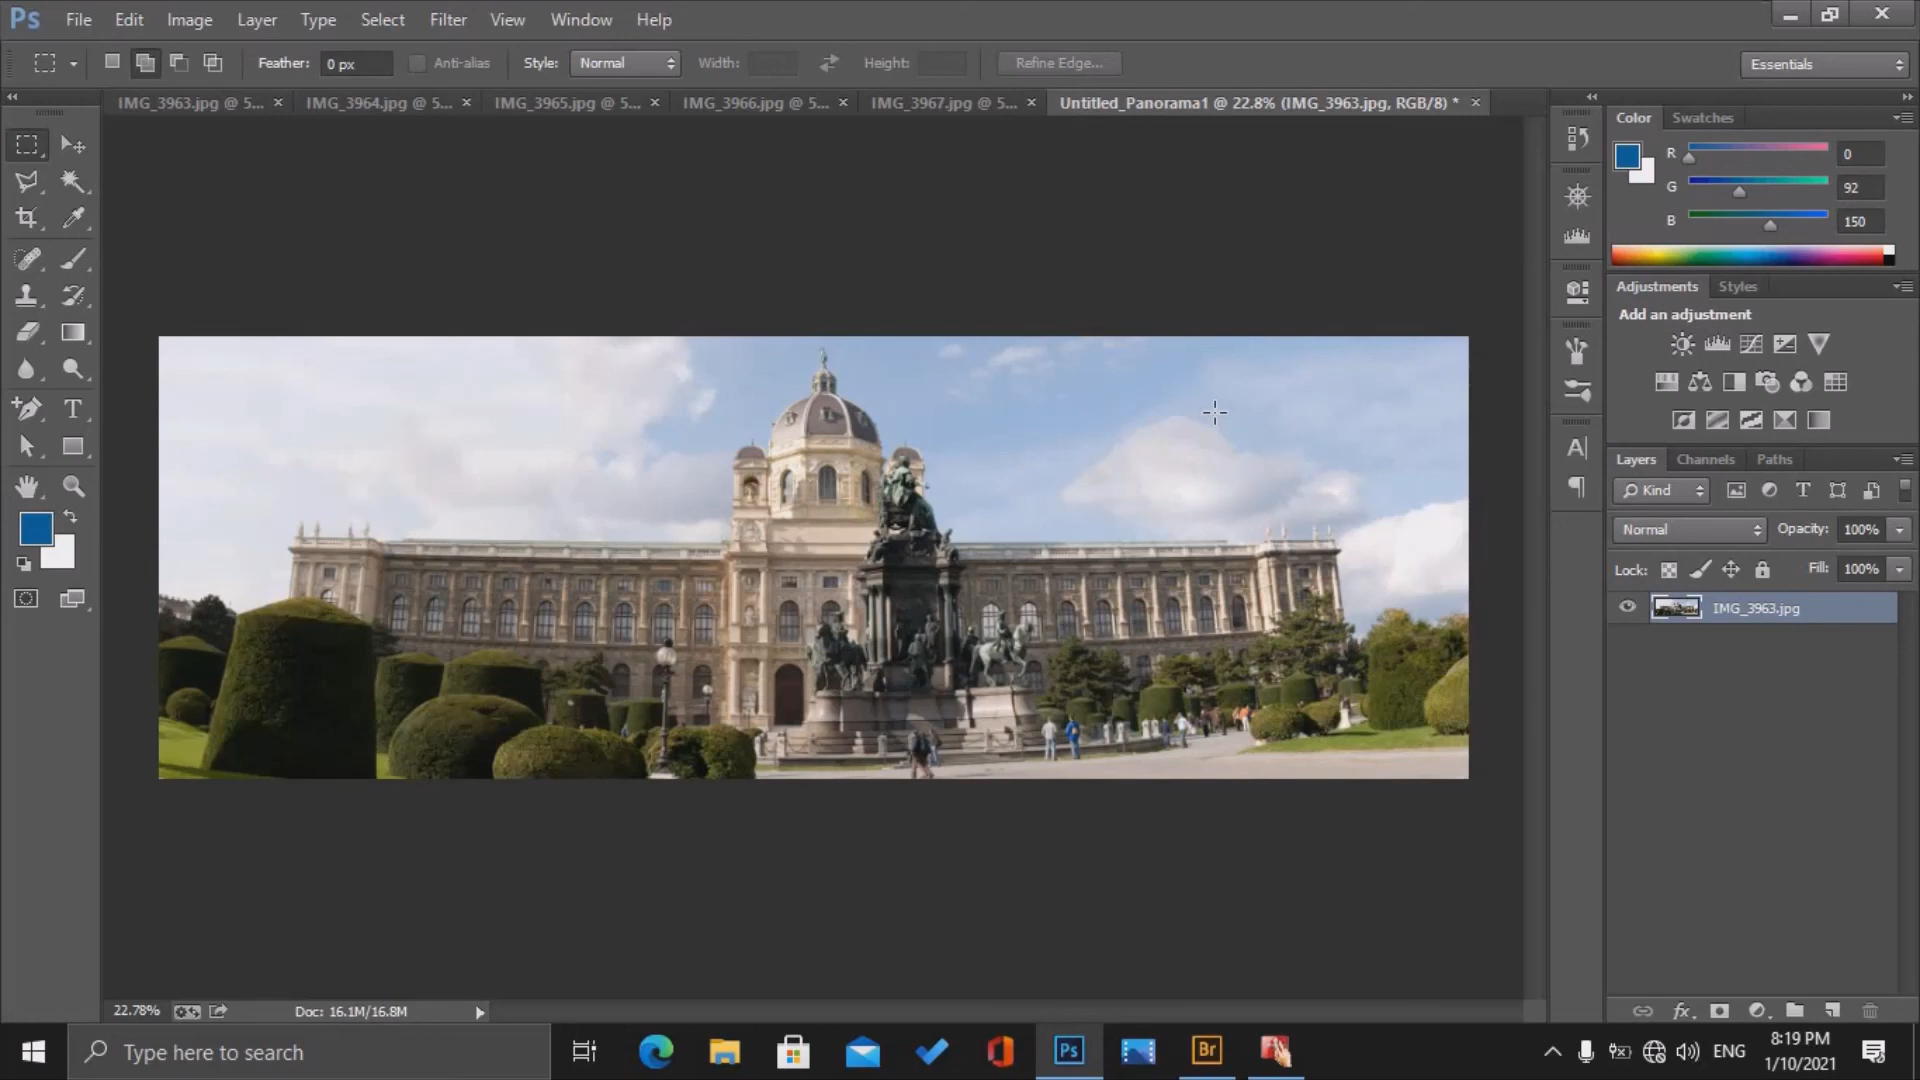 Ps File Edit Image Layer Type Select Filter View Window Help
Feather: 0 px Anti-alias Style: Normal Width: Height: Refine Edge... Essentials
IMG_3963.jpg @ 5... × IMG_3964.jpg @ 5... × IMG_3965.jpg @ 5... × IMG_3966.jpg @ 5... × IMG_3967.jpg @ 5... × Untitled_Panorama1 @ 22.8% (IMG_3963.jpg, RGB/8) * ×
Color Swatches
R 0
G 92
B 150
Adjustments Styles
Add an adjustment
Layers Channels Paths
Kind
Normal Opacity: 100%
Lock: Fill: 100%
IMG_3963.jpg
22.78% Doc: 16.1M/16.8M
Type here to search
Ps Br
ENG
8:19 PM
1/10/2021